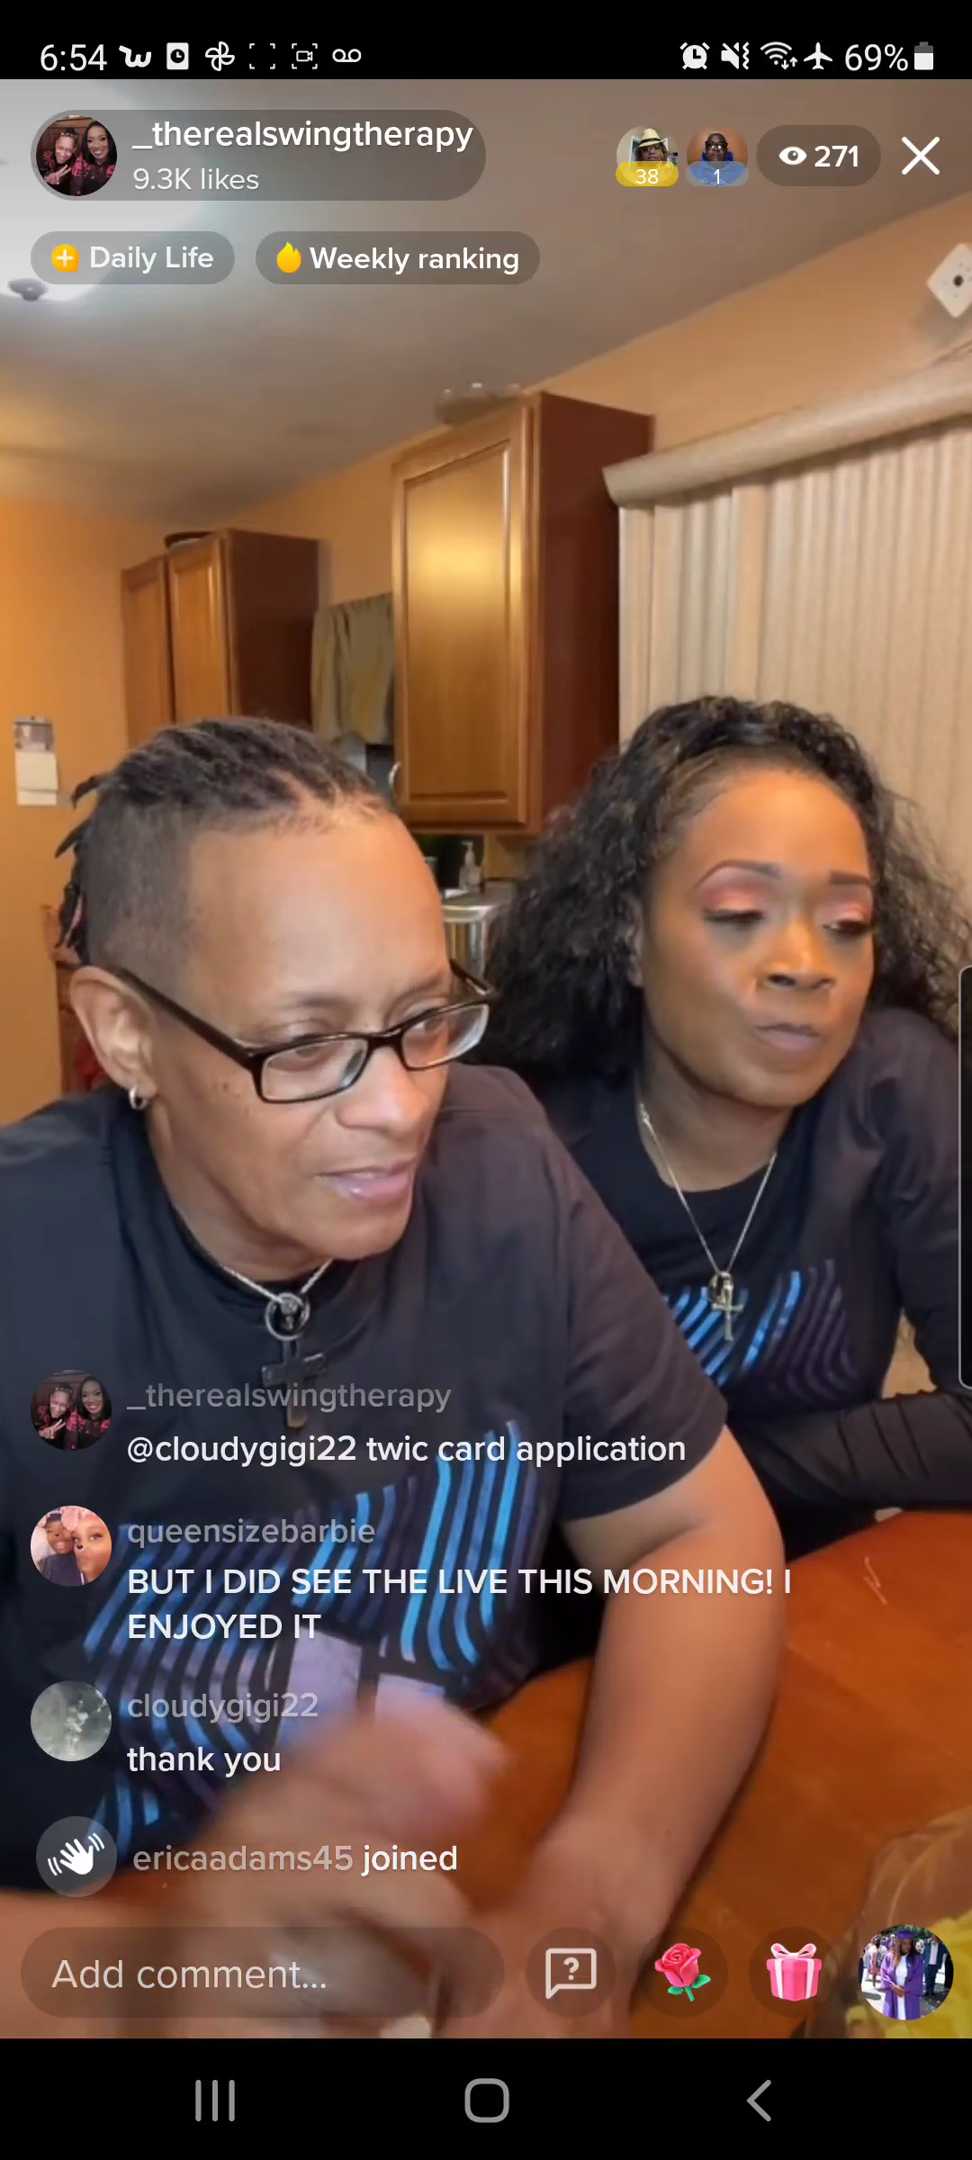 6:54
69%
_therealswingtherapy
9.3K likes
38
1
271
Daily Life
Weekly ranking
_therealswingtherapy
@cloudygigi22 twic card application
queensizebarbie
BUT I DID SEE THE LIVE THIS MORNING! I
ENJOYED IT
cloudygigi22
thank you
ericaadams45 joined
Add comment...